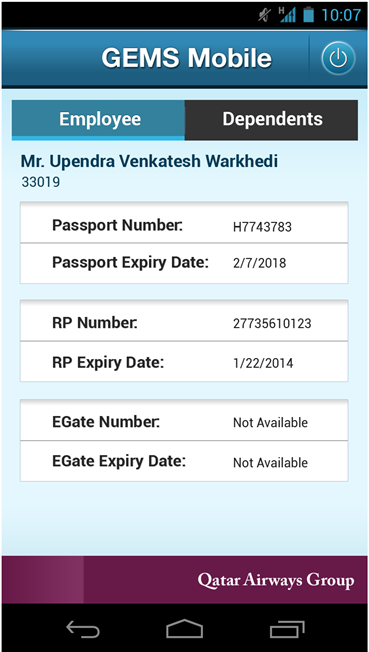 H 10:07
GEMS Mobile
Employee Dependents
Mr. Upendra Venkatesh Warkhedi
33019
Passport Number: H7743783
Passport Expiry Date: 2/7/2018
RP Number: 27735610123
RP Expiry Date: 1/22/2014
EGate Number: Not Available
EGate Expiry Date: Not Available
Qatar Airways Group